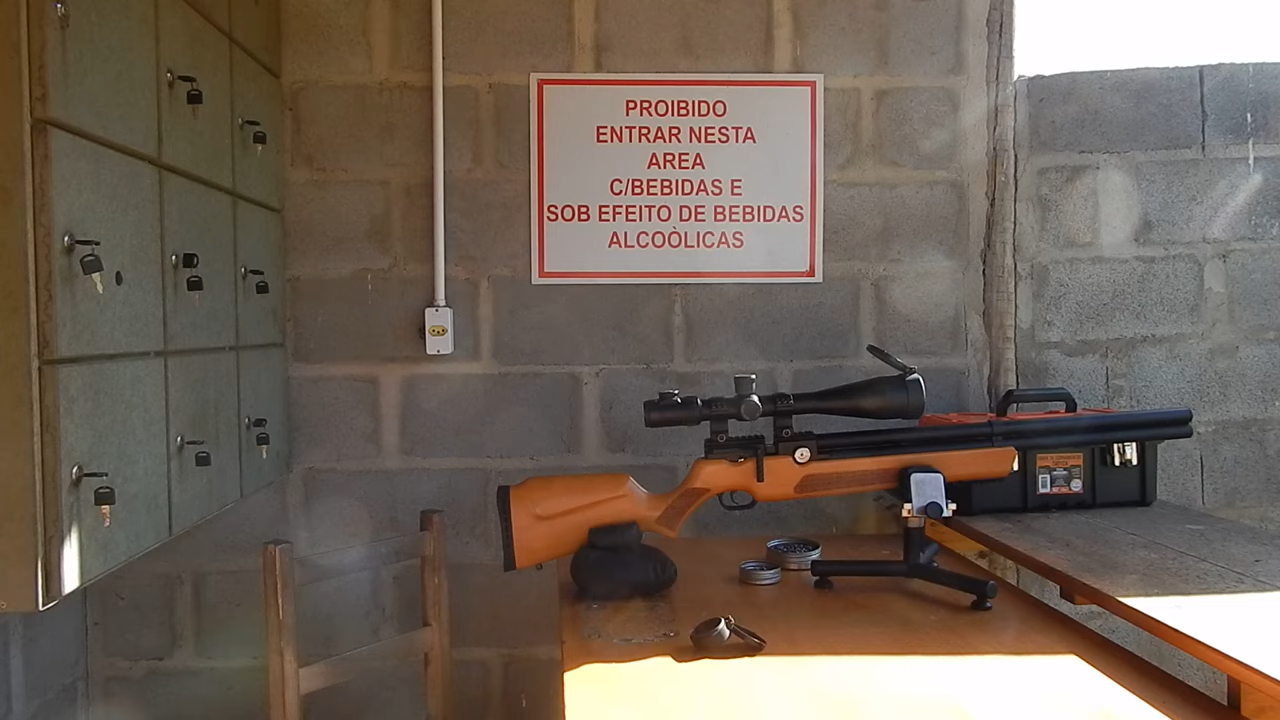 PROIBIDO
ENTRAR NESTA
AREA
C/BEBIDAS E
SOB EFEITO DE BEBIDAS
ALCOÒLICAS